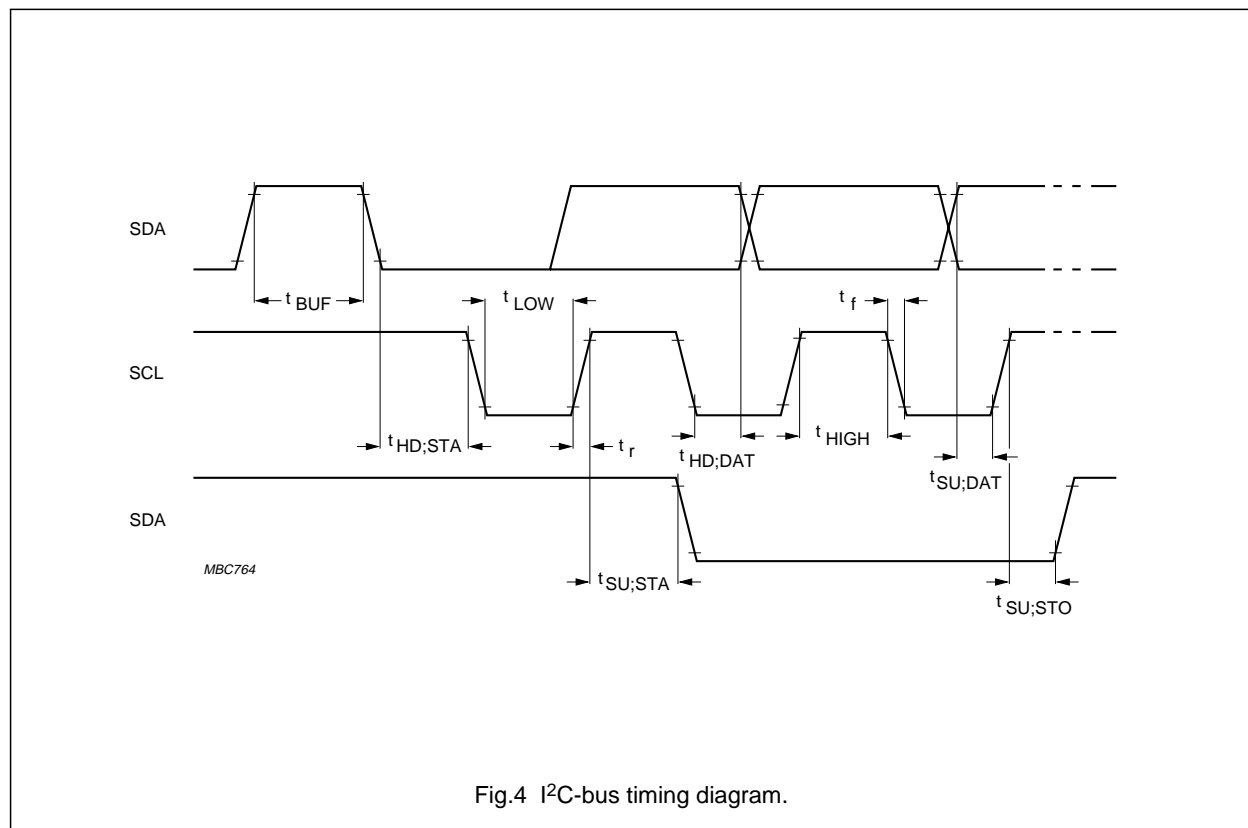 SDA
t BUF
t LOW
t f
SCL
t HD;STA
t r
t HD;DAT
t HIGH
t SU;DAT
SDA
MBC764
t SU;STA
t SU;STO
Fig.4 I²C-bus timing diagram.